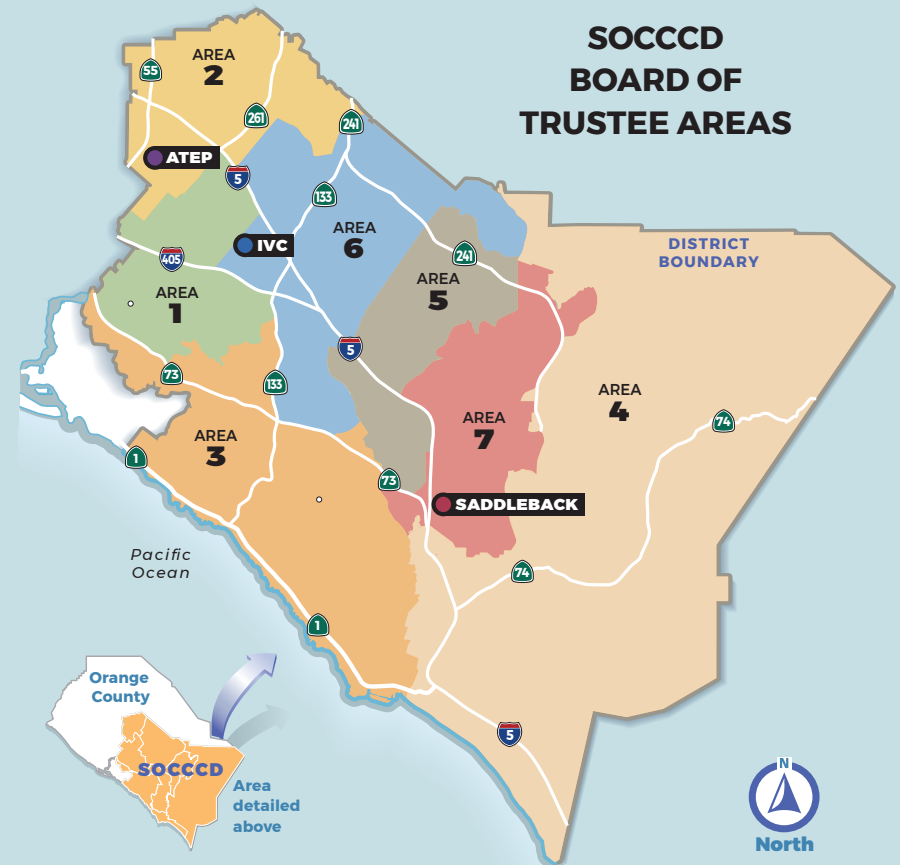 SOCCCD
BOARD OF
TRUSTEE AREAS
AREA
2
55
261
241
ATEP
5
133
IVC
AREA
6
405
241
DISTRICT
BOUNDARY
AREA
5
AREA
1
5
73
133
AREA
4
74
AREA
7
AREA
3
1
73
SADDLEBACK
Pacific
Ocean
74
1
5
Orange
County
SOCCCD
Area
detailed
above
N
North